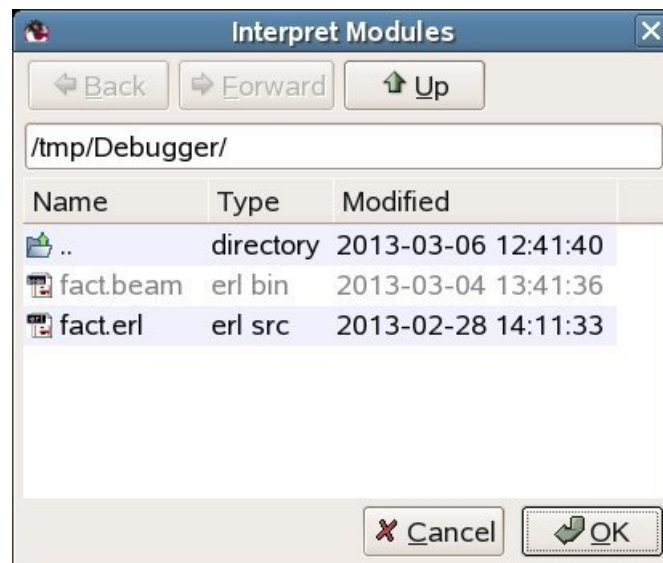 Interpret Modules
Back Forward Up
/tmp/Debugger/
Name Type Modified
.. directory 2013-03-06 12:41:40
fact.beam erl bin 2013-03-04 13:41:36
fact.erl erl src 2013-02-28 14:11:33
Cancel OK